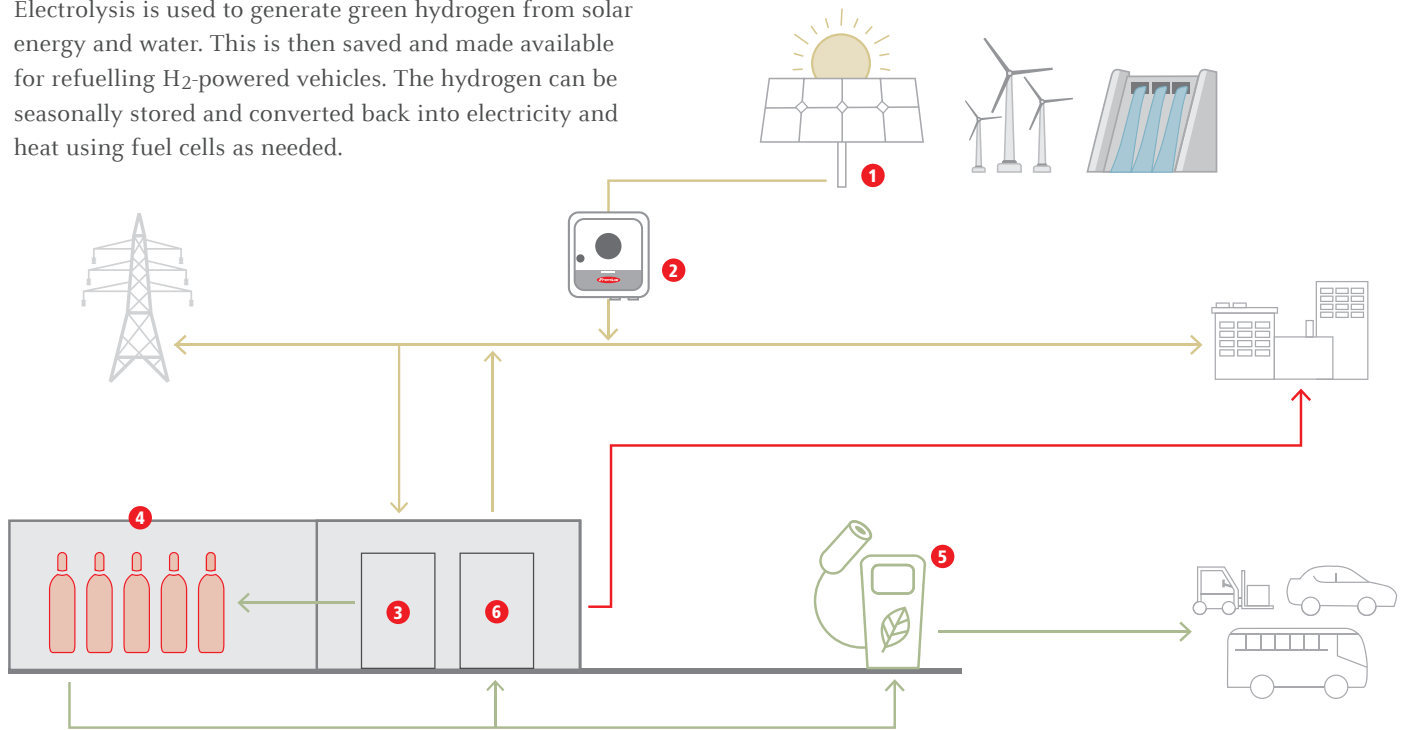 Electrolysis is used to generate green hydrogen from solar
energy and water. This is then saved and made available
for refuelling H2-powered vehicles. The hydrogen can be
seasonally stored and converted back into electricity and
heat using fuel cells as needed.
1
2
Fronius
4
5
3
6